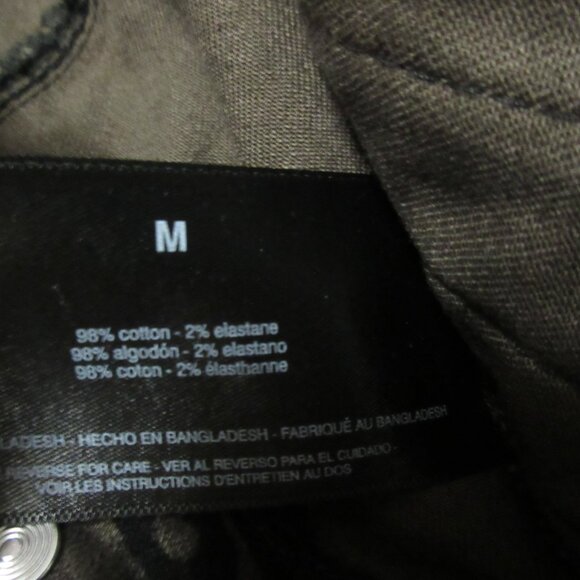 M
98% cotton - 2% elastane
98% algodón - 2% elastano
98% coton - 2% élasthanne
LADESH - HECHO EN BANGLADESH - FABRIQUÉ AU BANGLADESH
REVERSE FOR CARE - VER AL REVERSO PARA EL CUIDADO -
VOIR LES INSTRUCTIONS D'ENTRETIEN AU DOS